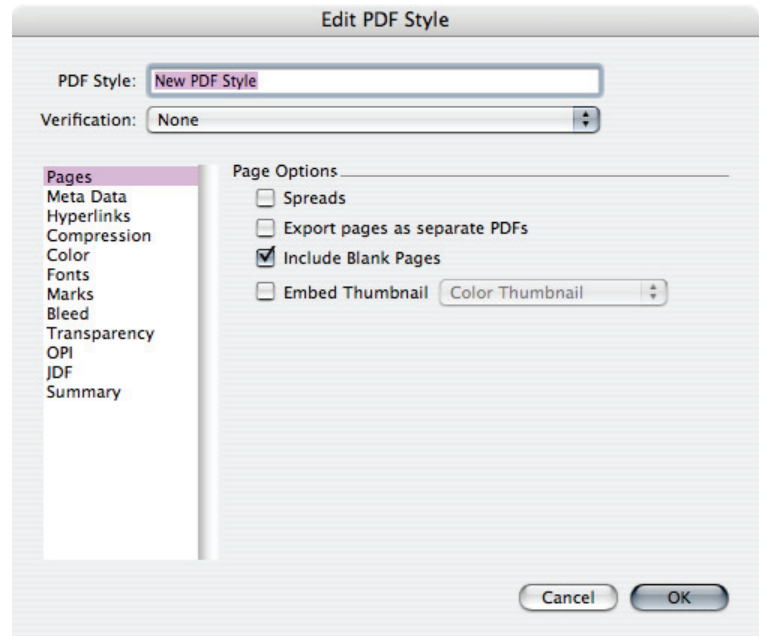 Edit PDF Style
PDF Style: New PDF Style
Verification: None
Pages
Meta Data
Hyperlinks
Compression
Color
Fonts
Marks
Bleed
Transparency
OPI
JDF
Summary
Page Options
Spreads
Export pages as separate PDFs
Include Blank Pages
Embed Thumbnail Color Thumbnail
Cancel OK